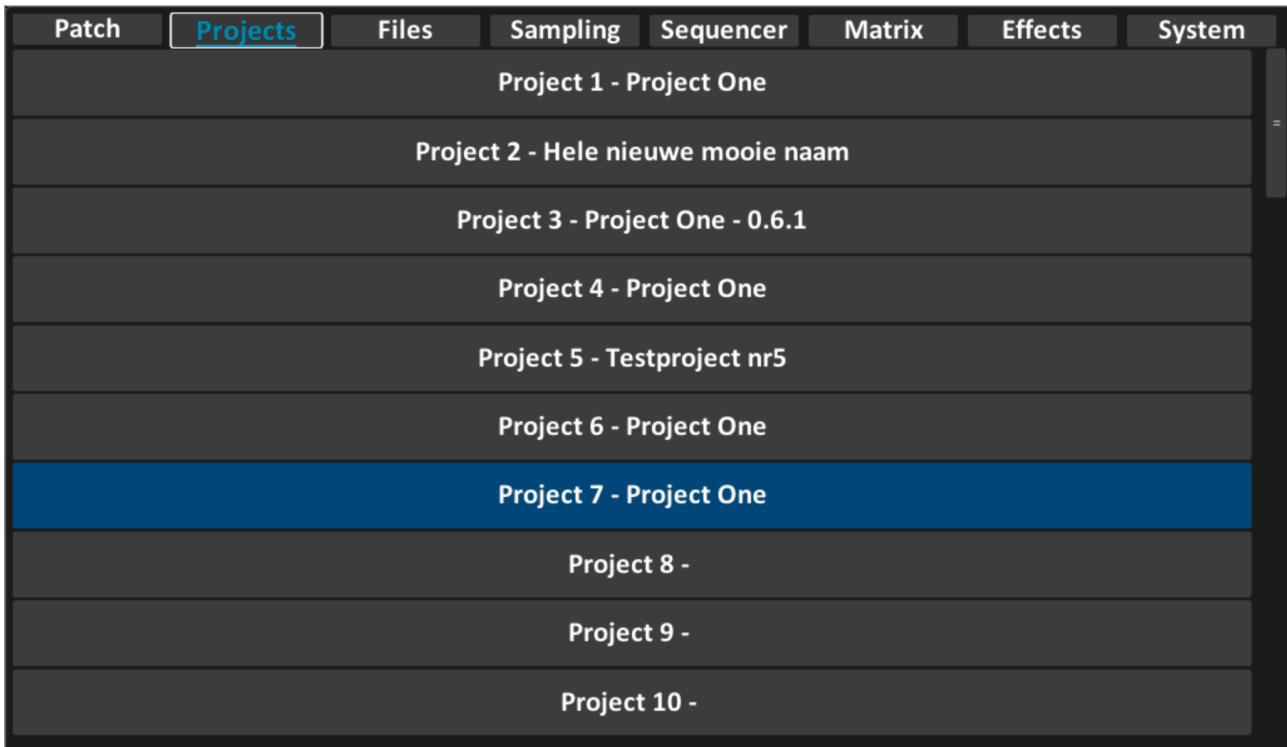 Patch Projects Files Sampling Sequencer Matrix Effects System
Project 1 - Project One
Project 2 - Hele nieuwe mooie naam
Project 3 - Project One - 0.6.1
Project 4 - Project One
Project 5 - Testproject nr5
Project 6 - Project One
Project 7 - Project One
Project 8 -
Project 9 -
Project 10 -